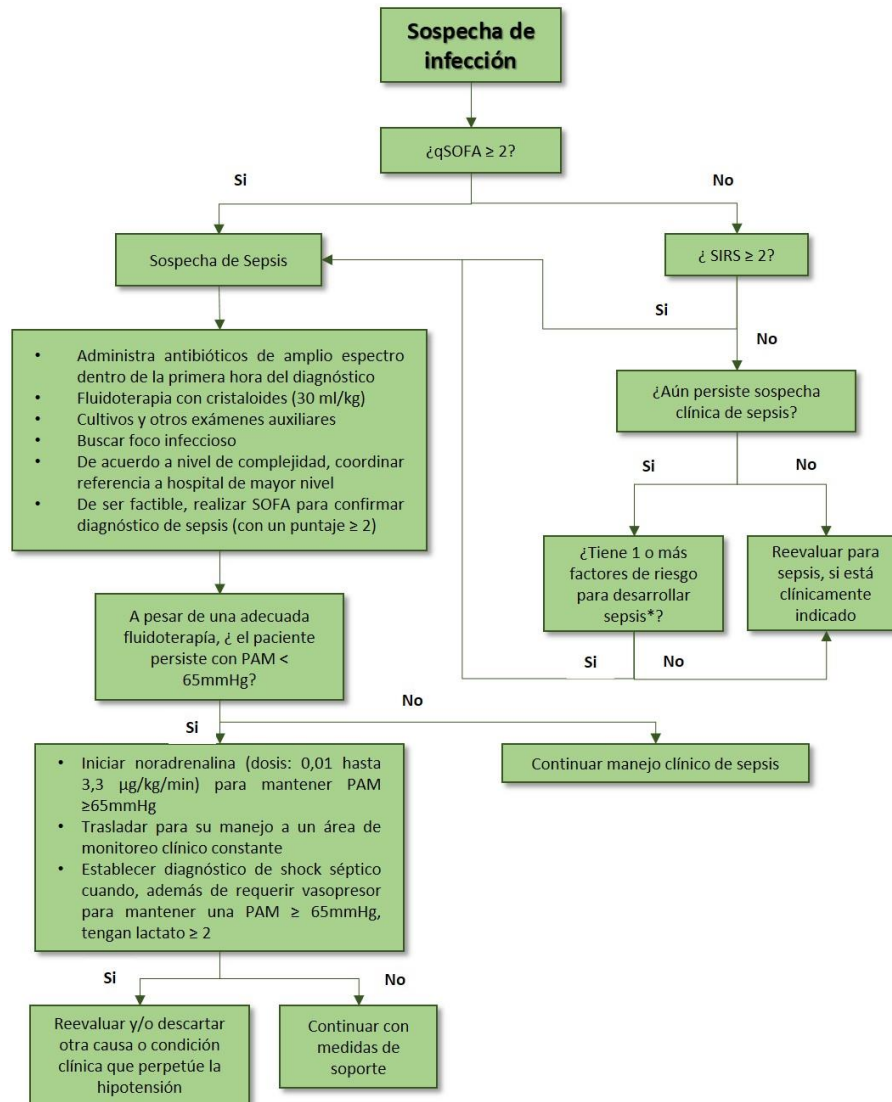 Sospecha de
infección
¿qSOFA ≥ 2?
Si
No
Sospecha de Sepsis
¿ SIRS ≥ 2?
Si
No
• Administra antibióticos de amplio espectro
dentro de la primera hora del diagnóstico
• Fluidoterapia con cristaloides (30 ml/kg)
• Cultivos y otros exámenes auxiliares
• Buscar foco infeccioso
• De acuerdo a nivel de complejidad, coordinar
referencia a hospital de mayor nivel
• De ser factible, realizar SOFA para confirmar
diagnóstico de sepsis (con un puntaje ≥ 2)
¿Aún persiste sospecha
clínica de sepsis?
Si
No
¿Tiene 1 o más
factores de riesgo
para desarrollar
sepsis*?
Reevaluar para
sepsis, si está
clínicamente
indicado
Si
No
A pesar de una adecuada
fluidoterapía, ¿ el paciente
persiste con PAM <
65mmHg?
Si
No
Continuar manejo clínico de sepsis
• Iniciar noradrenalina (dosis: 0,01 hasta
3,3 µg/kg/min) para mantener PAM
≥65mmHg
• Trasladar para su manejo a un área de
monitoreo clínico constante
• Establecer diagnóstico de shock séptico
cuando, además de requerir vasopresor
para mantener una PAM ≥ 65mmHg,
tengan lactato ≥ 2
Si
No
Reevaluar y/o descartar
otra causa o condición
clínica que perpetúe la
hipotensión
Continuar con
medidas de
soporte